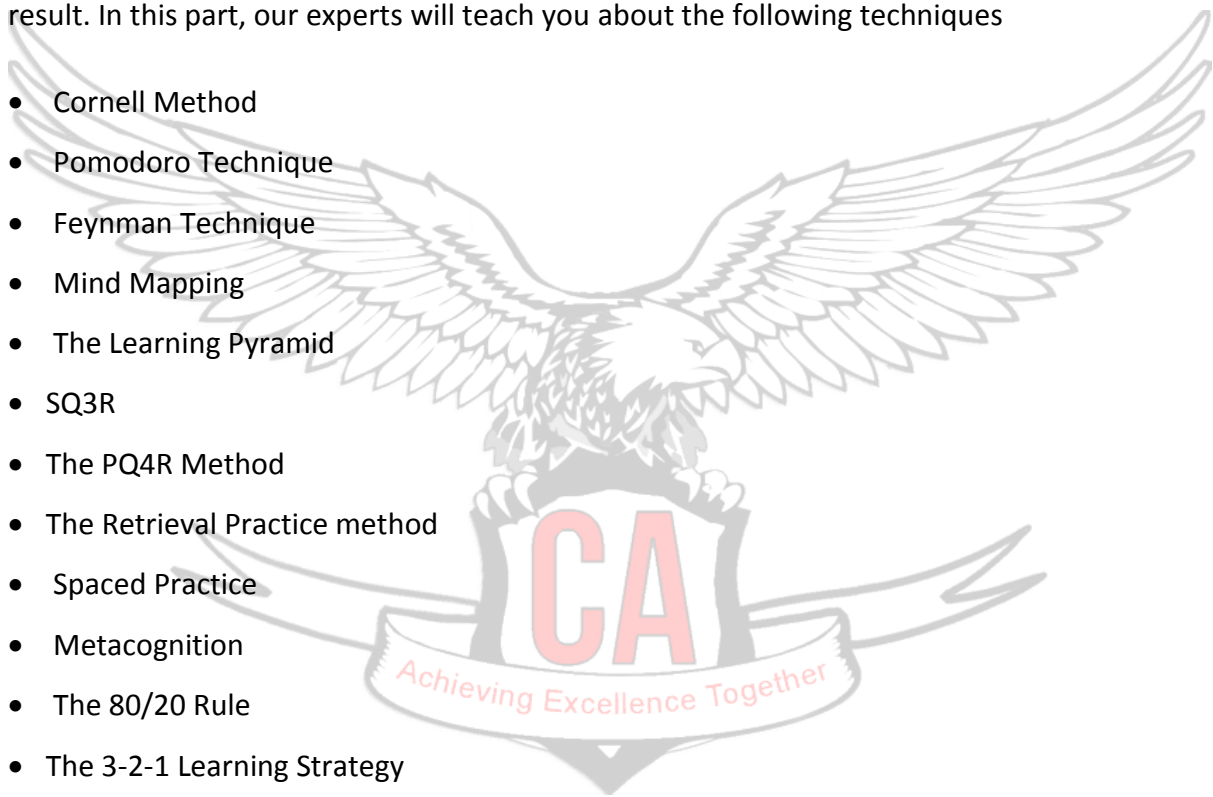 result. In this part, our experts will teach you about the following techniques
• Cornell Method
• Pomodoro Technique
• Feynman Technique
• Mind Mapping
• The Learning Pyramid
• SQ3R
• The PQ4R Method
• The Retrieval Practice method
• Spaced Practice
• Metacognition
• The 80/20 Rule
• The 3-2-1 Learning Strategy
CA
Achieving Excellence Together